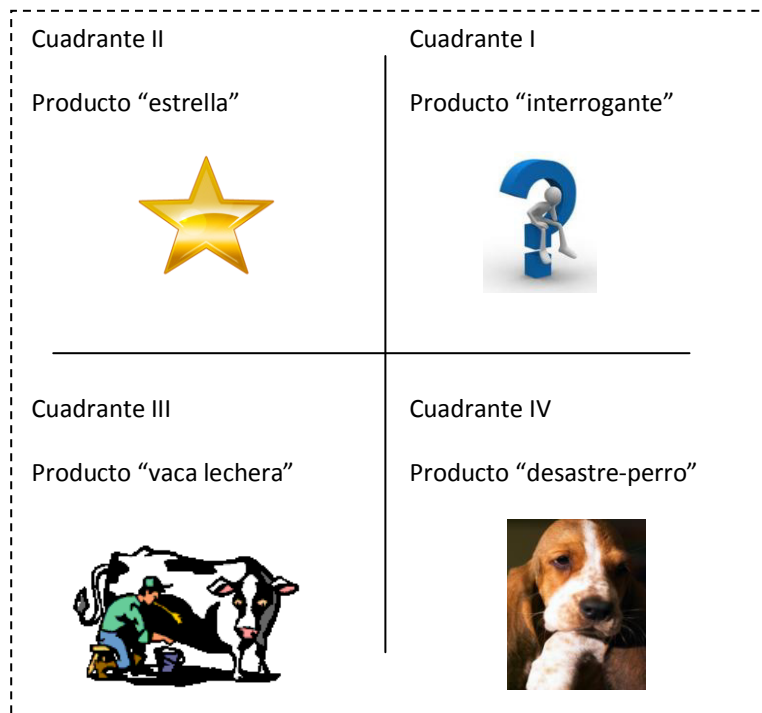 Cuadrante II
Producto “estrella”
Cuadrante I
Producto “interrogante”
Cuadrante III
Producto “vaca lechera”
Cuadrante IV
Producto “desastre-perro”